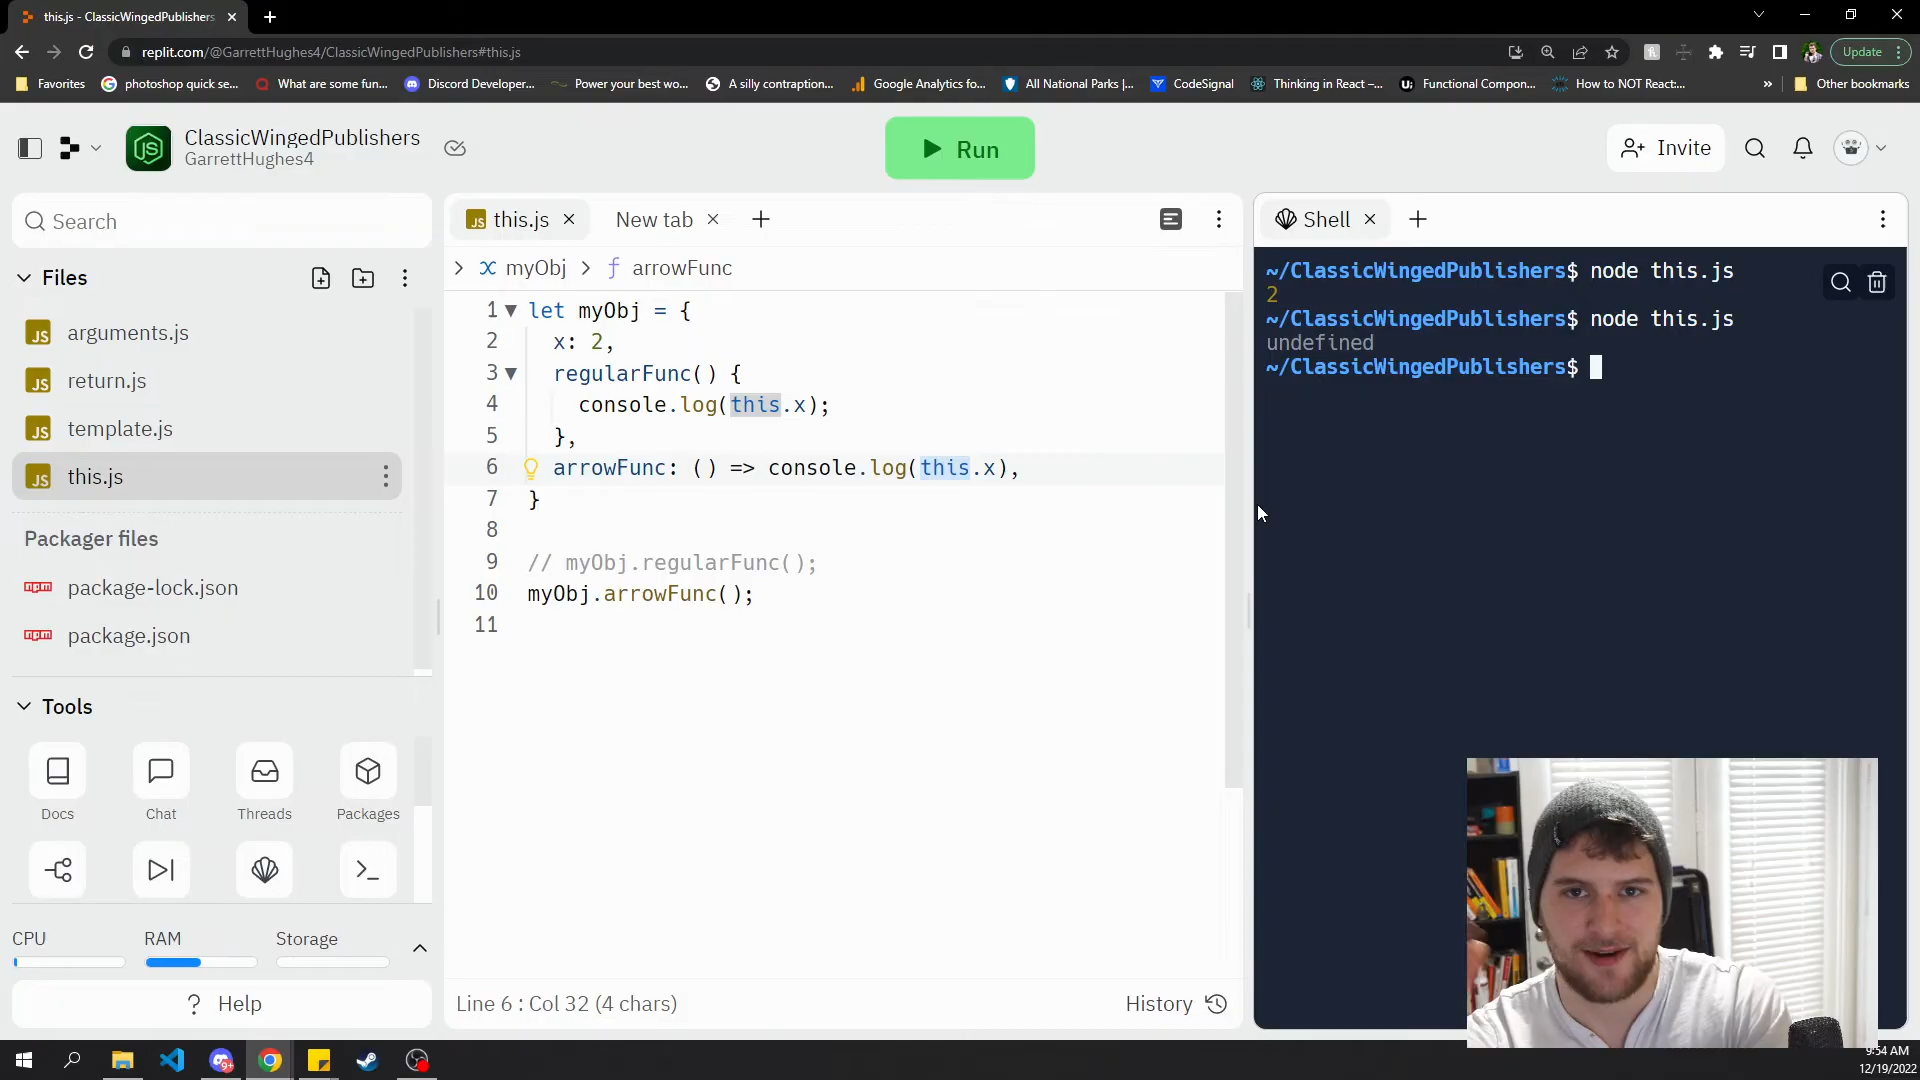 this.js - ClassicWingedPublishers
replit.com/@GarrettHughes4/ClassicWingedPublishers#this.js
Update
Favorites
photoshop quick se...
What are some fun...
Discord Developer...
Power your best wo...
A silly contraption...
Google Analytics fo...
All National Parks |...
CodeSignal
Thinking in React –...
Functional Compon...
How to NOT React:...
»
Other bookmarks
JS
ClassicWingedPublishers
GarrettHughes4
Run
Invite
Search
Files
JS arguments.js
JS return.js
JS template.js
JS this.js
Packager files
npm package-lock.json
npm package.json
Tools
Docs
Chat
Threads
Packages
CPU
RAM
Storage
? Help
JS this.js
New tab
myObj > ƒ arrowFunc
1 let myObj = {
2 x: 2,
3 regularFunc() {
4 console.log(this.x);
5 },
6 arrowFunc: () => console.log(this.x),
7 }
8
9 // myObj.regularFunc();
10 myObj.arrowFunc();
11
Line 6 : Col 32 (4 chars)
History
Shell
~/ClassicWingedPublishers$ node this.js
2
~/ClassicWingedPublishers$ node this.js
undefined
~/ClassicWingedPublishers$
9+
9:54 AM
12/19/2022